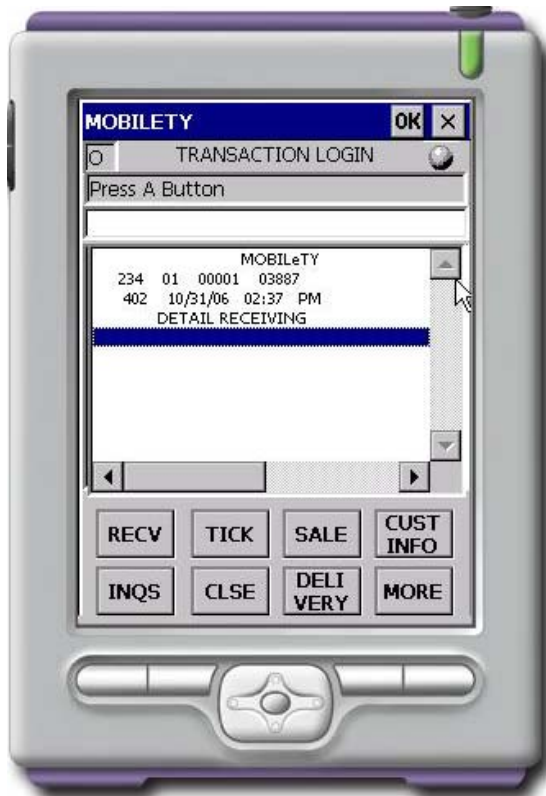 MOBILETY OK ×
O TRANSACTION LOGIN
Press A Button
MOBILeTY
234 01 00001 03887
402 10/31/06 02:37 PM
DETAIL RECEIVING
RECV TICK SALE CUST INFO
INQS CLSE DELI VERY MORE